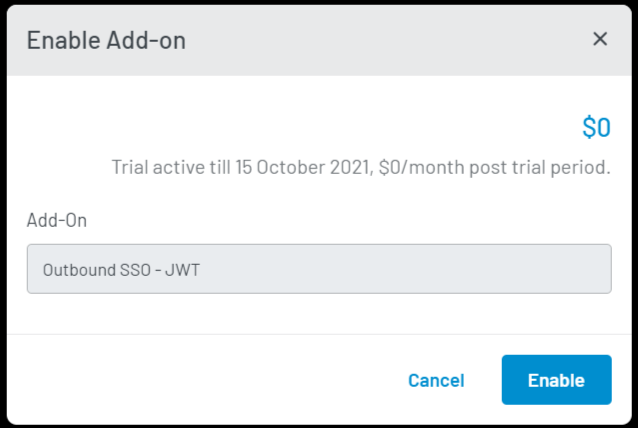 Enable Add-on
$0
Trial active till 15 October 2021, $0/month post trial period.
Add-On
Outbound SSO - JWT
Cancel
Enable